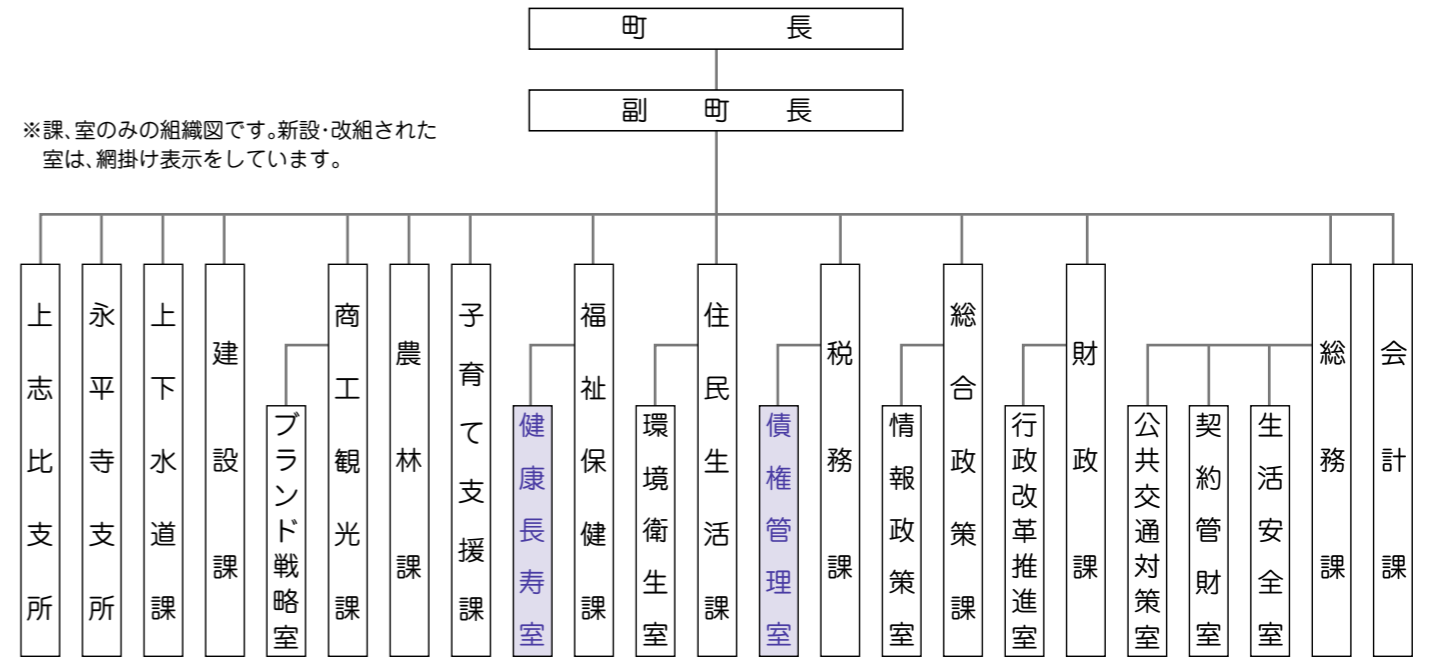 町長
副町長
※課、室のみの組織図です。新設・改組された
室は、網掛け表示をしています。
会計課
総務課
生活安全室
契約管財室
公共交通対策室
財政課
行政改革推進室
総合政策課
情報政策室
税務課
債権管理室
住民生活課
環境衛生室
福祉保健課
健康長寿室
子育て支援課
農林課
商工観光課
ブランド戦略室
建設課
上下水道課
永平寺支所
上志比支所